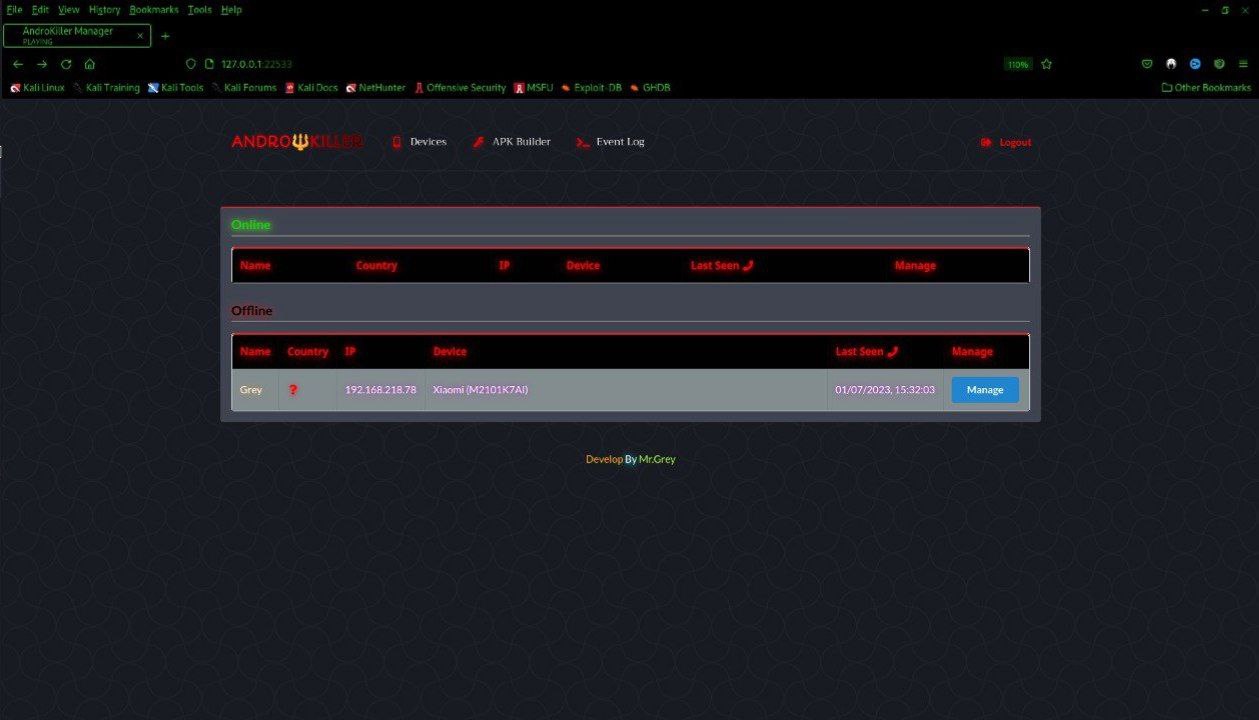 File Edit View History Bookmarks Tools Help
AndroKiller Manager
PLAYING
127.0.0.1:22533
110%
Kali Linux Kali Training Kali Tools Kali Forums Kali Docs NetHunter Offensive Security MSFU Exploit-DB GHDB Other Bookmarks
ANDRO KILLER Devices APK Builder Event Log Logout
Online
Name Country IP Device Last Seen Manage
Offline
Name Country IP Device Last Seen Manage
Grey ? 192.168.218.78 Xiaomi (M2101K7AI) 01/07/2023, 15:32:03 Manage
Develop By Mr.Grey